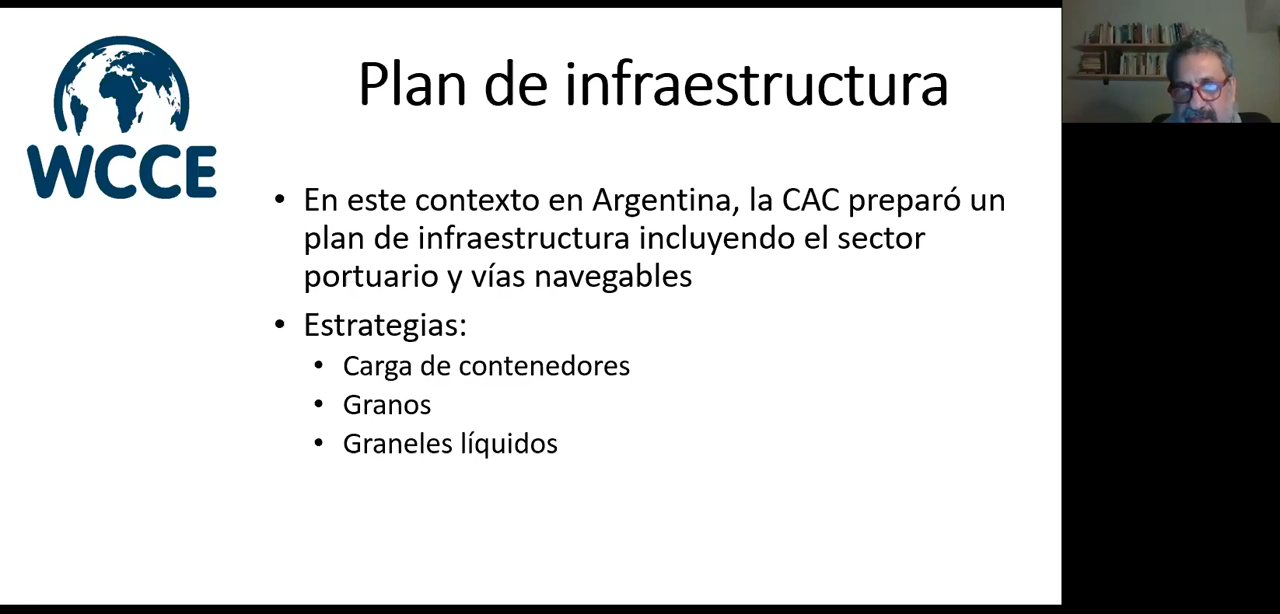 WCCE
Plan de infraestructura
• En este contexto en Argentina, la CAC preparó un
plan de infraestructura incluyendo el sector
portuario y vías navegables
• Estrategias:
• Carga de contenedores
• Granos
• Graneles líquidos